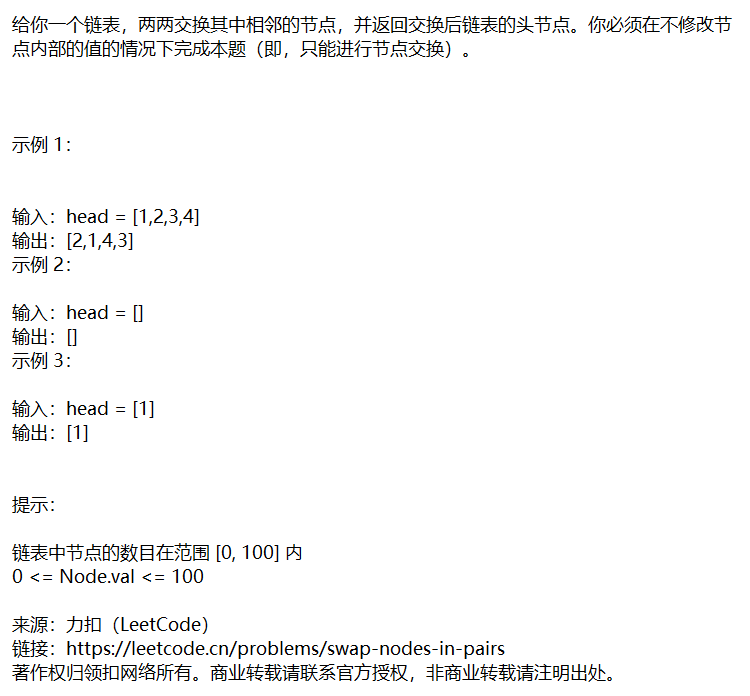 给你一个链表，两两交换其中相邻的节点，并返回交换后链表的头节点。你必须在不修改节
点内部的值的情况下完成本题（即，只能进行节点交换）。
示例 1：
输入：head = [1,2,3,4]
输出：[2,1,4,3]
示例 2：
输入：head = []
输出：[]
示例 3：
输入：head = [1]
输出：[1]
提示：
链表中节点的数目在范围 [0, 100] 内
0 <= Node.val <= 100
来源：力扣（LeetCode）
链接：https://leetcode.cn/problems/swap-nodes-in-pairs
著作权归领扣网络所有。商业转载请联系官方授权，非商业转载请注明出处。